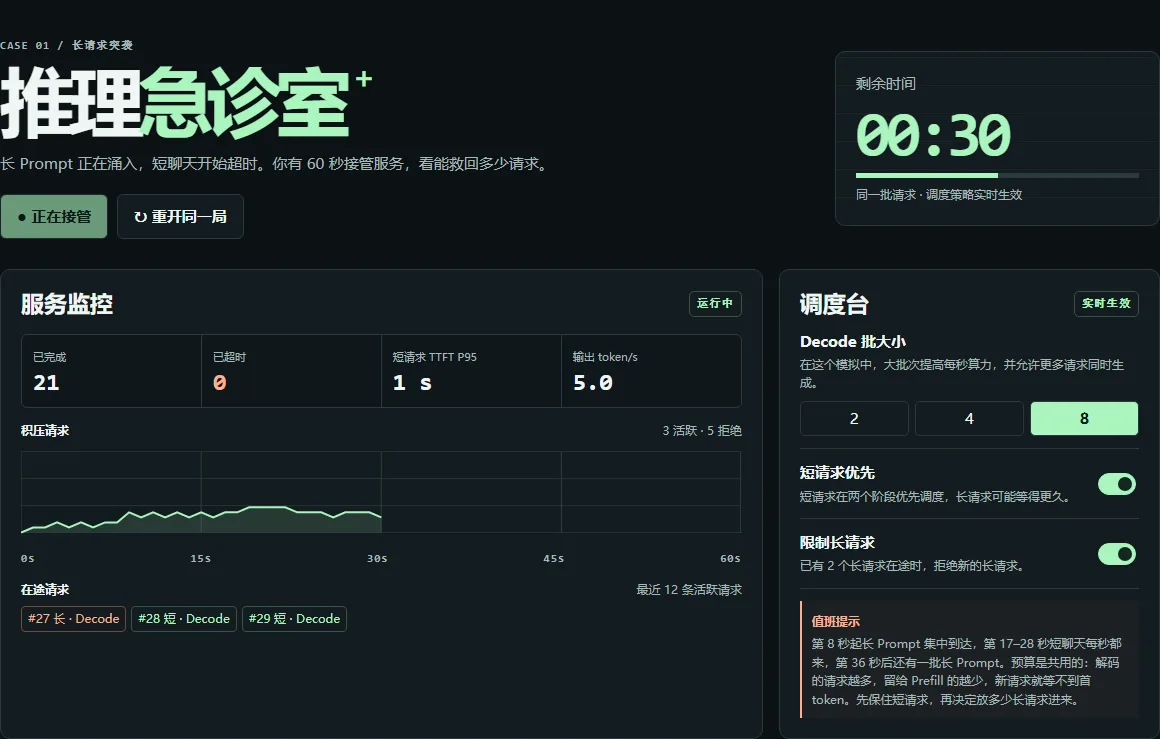 CASE 01 / 长请求突袭
推理急诊室+
长 Prompt 正在涌入，短聊天开始超时。你有 60 秒接管服务，看能救回多少请求。
● 正在接管
↻ 重开同一局
剩余时间
00:30
同一批请求 · 调度策略实时生效
服务监控
运行中
已完成
21
已超时
0
短请求 TTFT P95
1 s
输出 token/s
5.0
积压请求
3 活跃 · 5 拒绝
0s
15s
30s
45s
60s
在途请求
最近 12 条活跃请求
#27 长 · Decode
#28 短 · Decode
#29 短 · Decode
调度台
实时生效
Decode 批大小
在这个模拟中，大批次提高每秒算力，并允许更多请求同时生
成。
2
4
8
短请求优先
短请求在两个阶段优先调度，长请求可能等得更久。
限制长请求
已有 2 个长请求在途时，拒绝新的长请求。
值班提示
第 8 秒起长 Prompt 集中到达，第 17–28 秒短聊天每秒都
来，第 36 秒后还有一批长 Prompt。预算是共用的：解码
的请求越多，留给 Prefill 的越少，新请求就等不到首
token。先保住短请求，再决定放多少长请求进来。